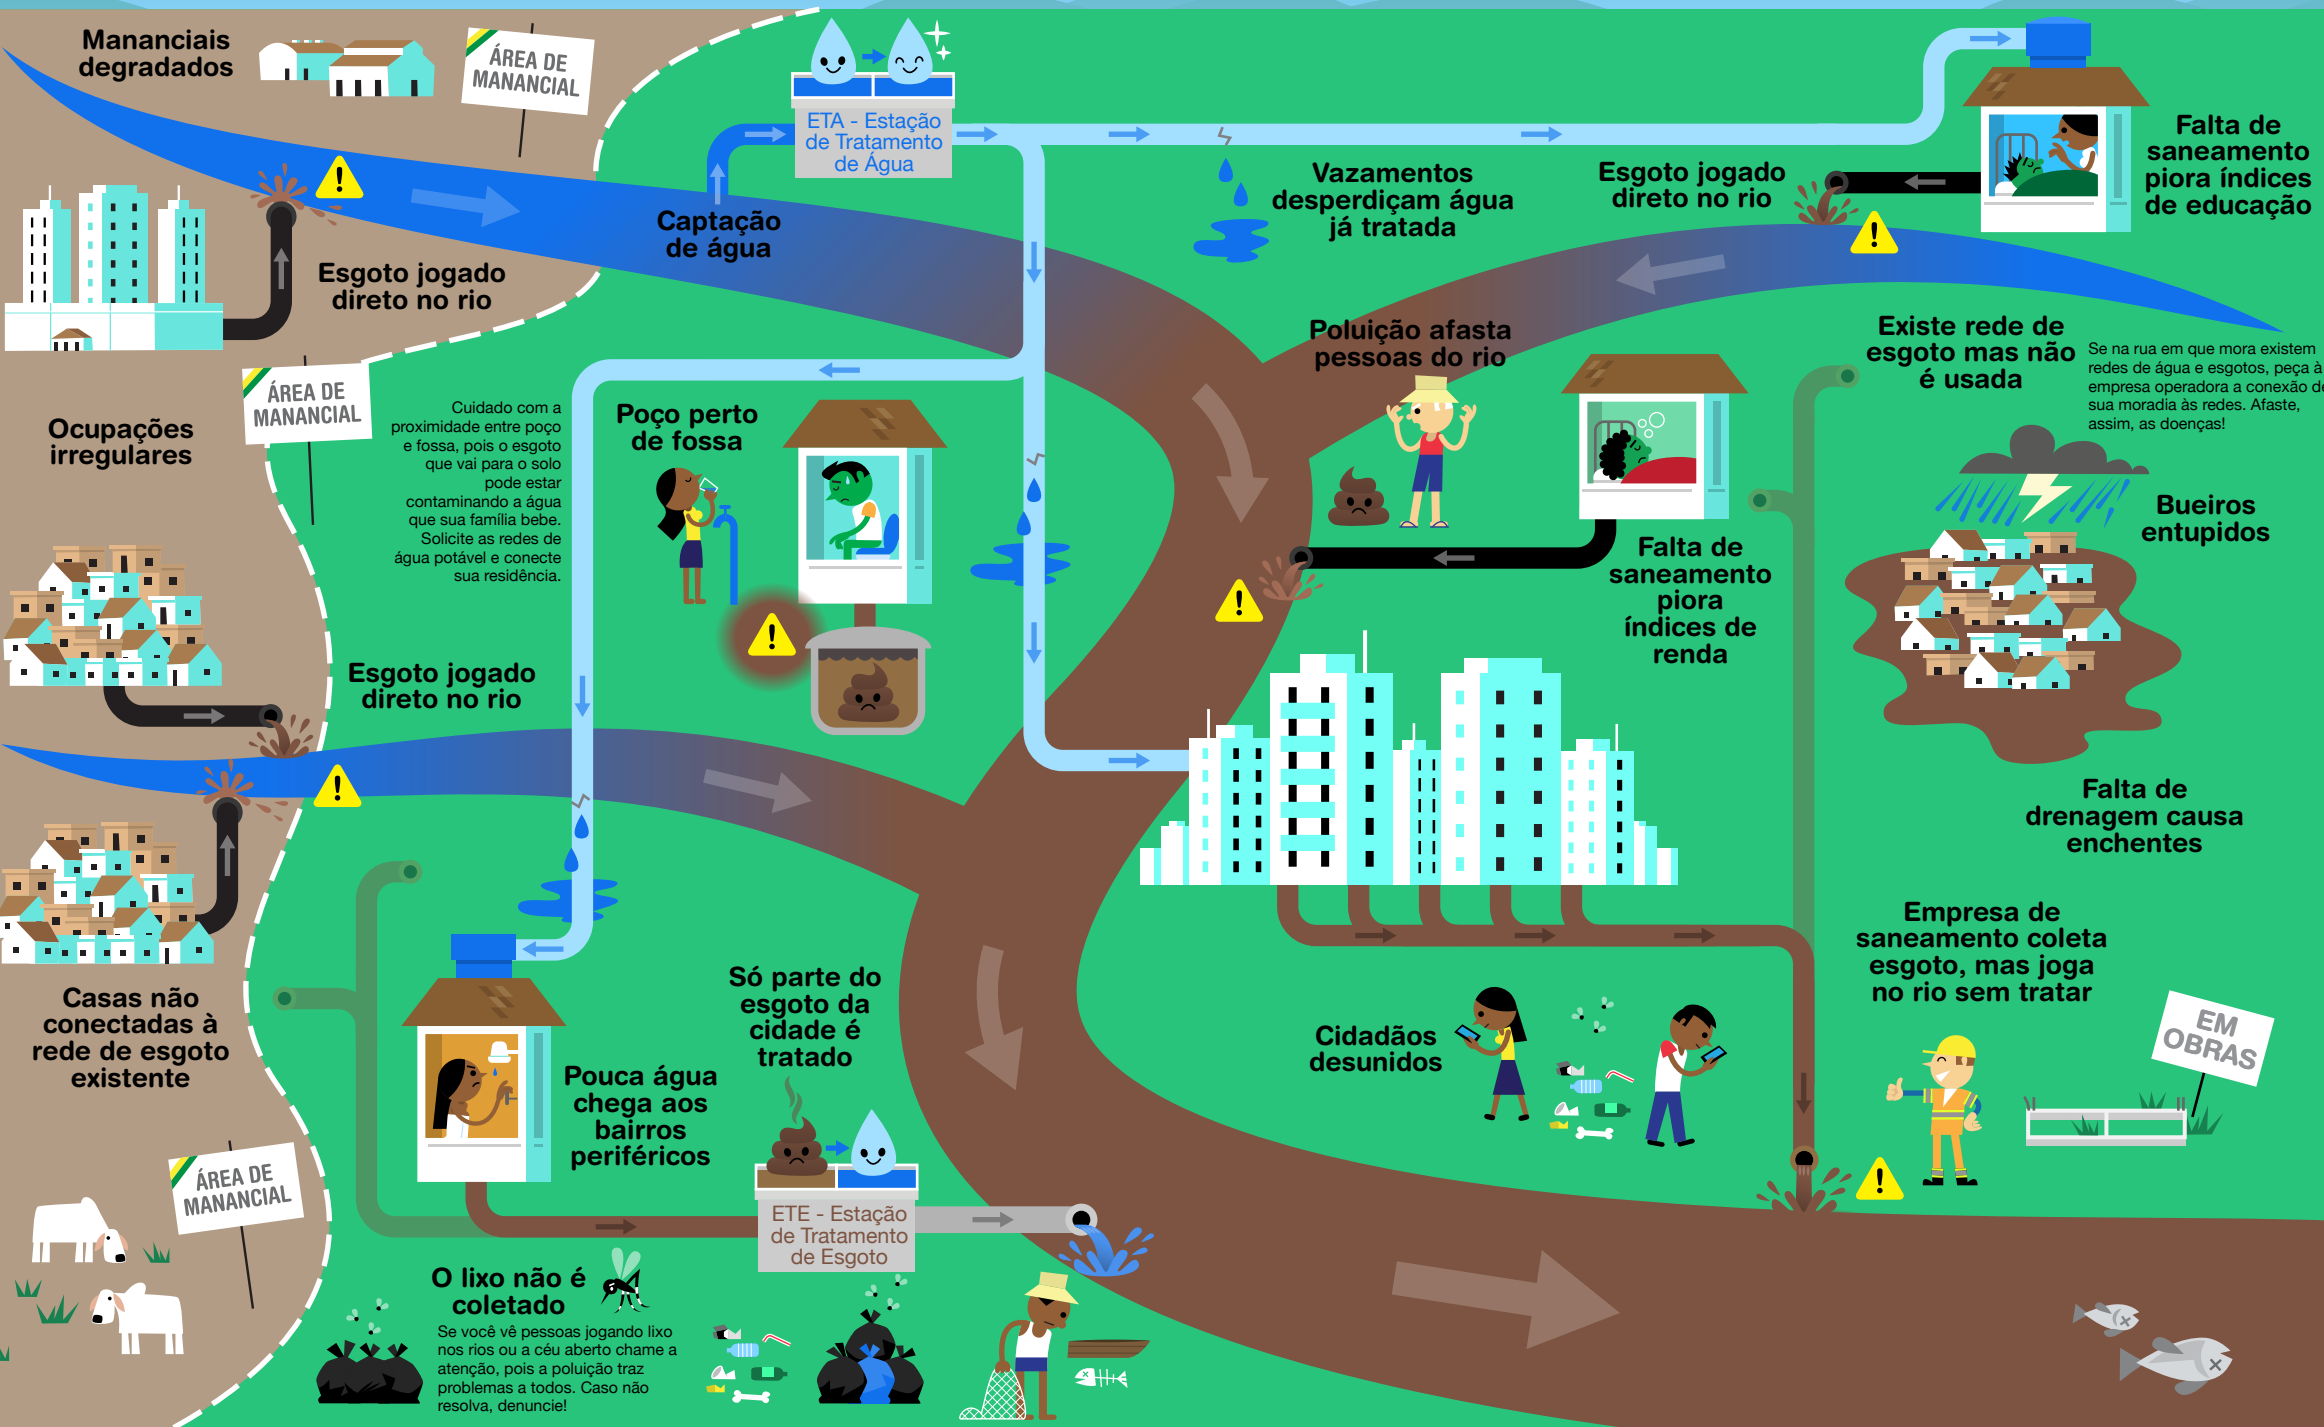 Mananciais
degradados
ÁREA DE
MANANCIAL
ETA - Estação
de Tratamento
de Água
Captação
de água
Vazamentos
desperdiçam água
já tratada
Esgoto jogado
direto no rio
Falta de
saneamento
piora índices
de educação
Esgoto jogado
direto no rio
ÁREA DE
MANANCIAL
Ocupações
irregulares
Cuidado com a
proximidade entre poço
e fossa, pois o esgoto
que vai para o solo
pode estar
contaminando a água
que sua família bebe.
Solicite as redes de
água potável e conecte
sua residência.
Poço perto
de fossa
Poluição afasta
pessoas do rio
Existe rede de
esgoto mas não
é usada
Se na rua em que mora existem
redes de água e esgotos, peça à
empresa operadora a conexão de
sua moradia às redes. Afaste,
assim, as doenças!
Bueiros
entupidos
Falta de
saneamento
piora
índices de
renda
Esgoto jogado
direto no rio
Falta de
drenagem causa
enchentes
Casas não
conectadas à
rede de esgoto
existente
Só parte do
esgoto da
cidade é
tratado
Pouca água
chega aos
bairros
periféricos
Cidadãos
desunidos
Empresa de
saneamento coleta
esgoto, mas joga
no rio sem tratar
EM
OBRAS
ÁREA DE
MANANCIAL
ETE - Estação
de Tratamento
de Esgoto
O lixo não é
coletado
Se você vê pessoas jogando lixo
nos rios ou a céu aberto chame a
atenção, pois a poluição traz
problemas a todos. Caso não
resolva, denuncie!